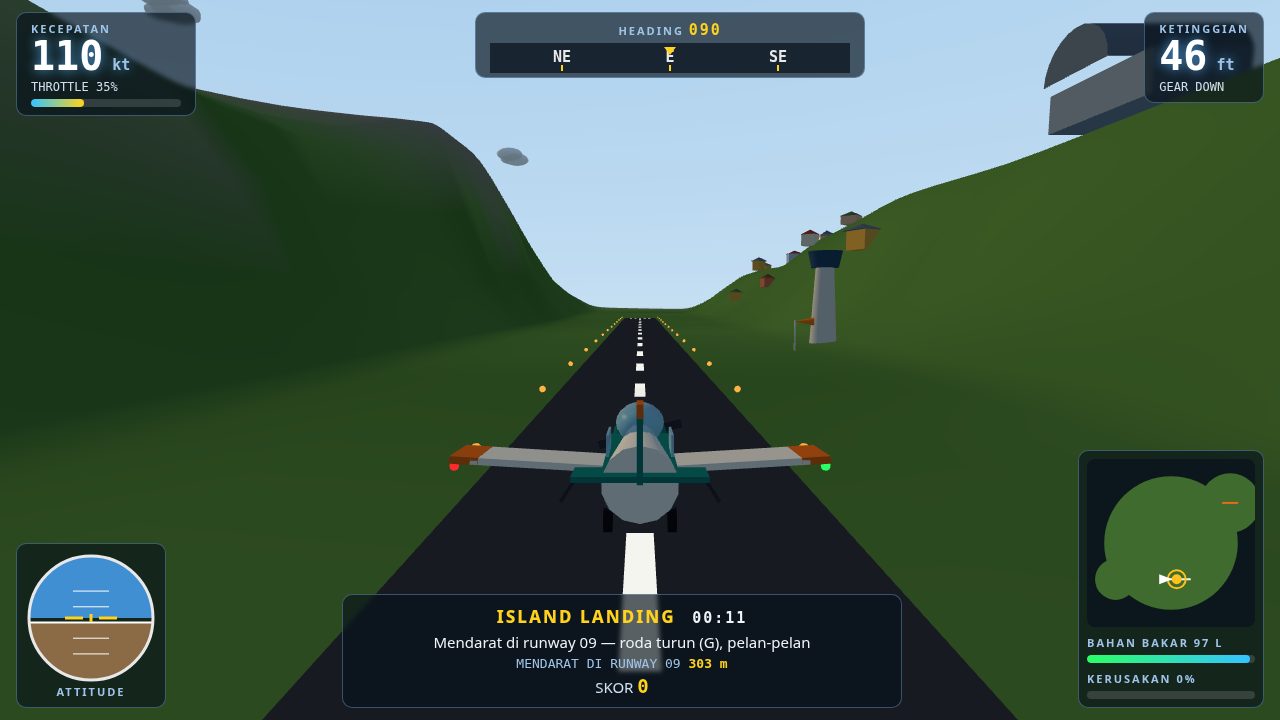 KECEPATAN
110 kt
THROTTLE 35%
HEADING 090
NE E SE
KETINGGIAN
46 ft
GEAR DOWN
ATTITUDE
ISLAND LANDING 00:11
Mendarat di runway 09 — roda turun (G), pelan-pelan
MENDARAT DI RUNWAY 09 303 m
SKOR 0
BAHAN BAKAR 97 L
KERUSAKAN 0%